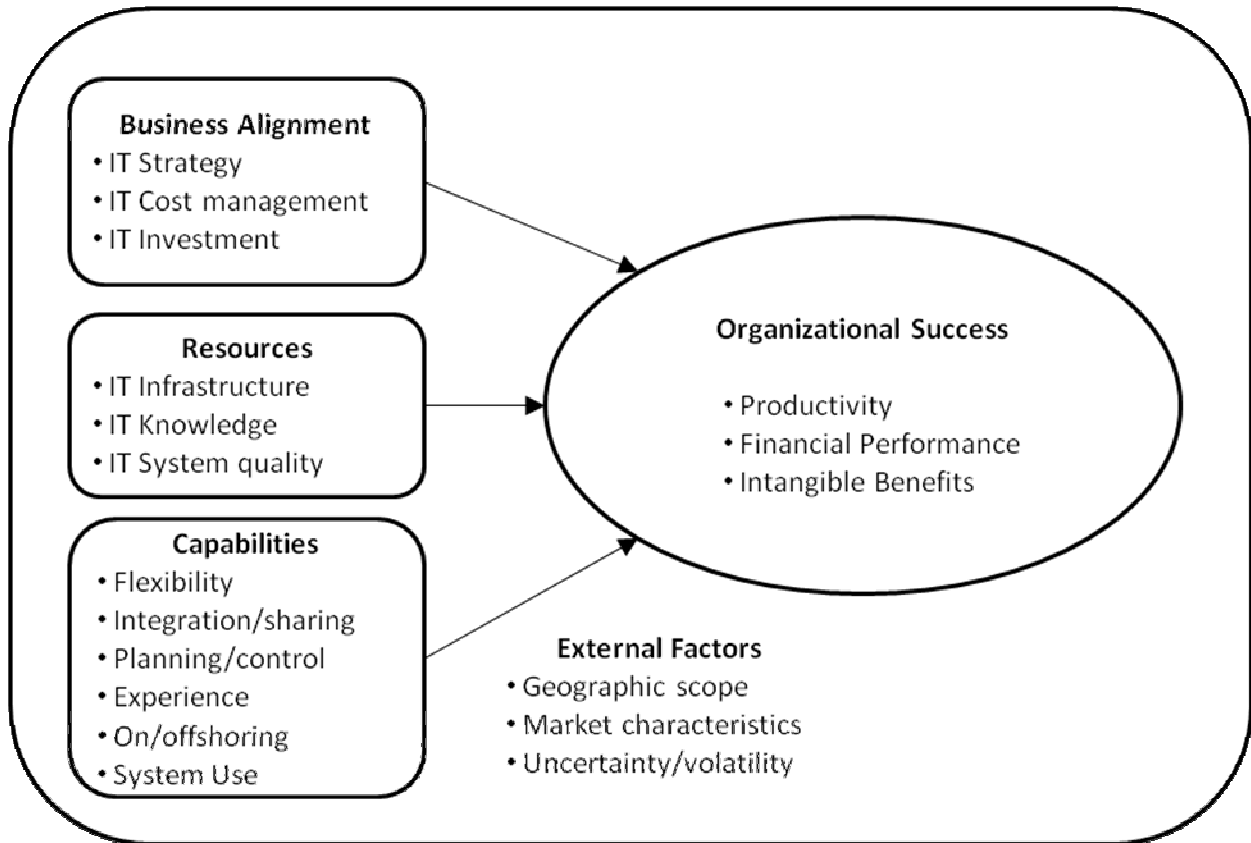 Business Alignment
• IT Strategy
• IT Cost management
• IT Investment
Resources
• IT Infrastructure
• IT Knowledge
• IT System quality
Capabilities
• Flexibility
• Integration/sharing
• Planning/control
• Experience
• On/offshoring
• System Use
Organizational Success
• Productivity
• Financial Performance
• Intangible Benefits
External Factors
• Geographic scope
• Market characteristics
• Uncertainty/volatility